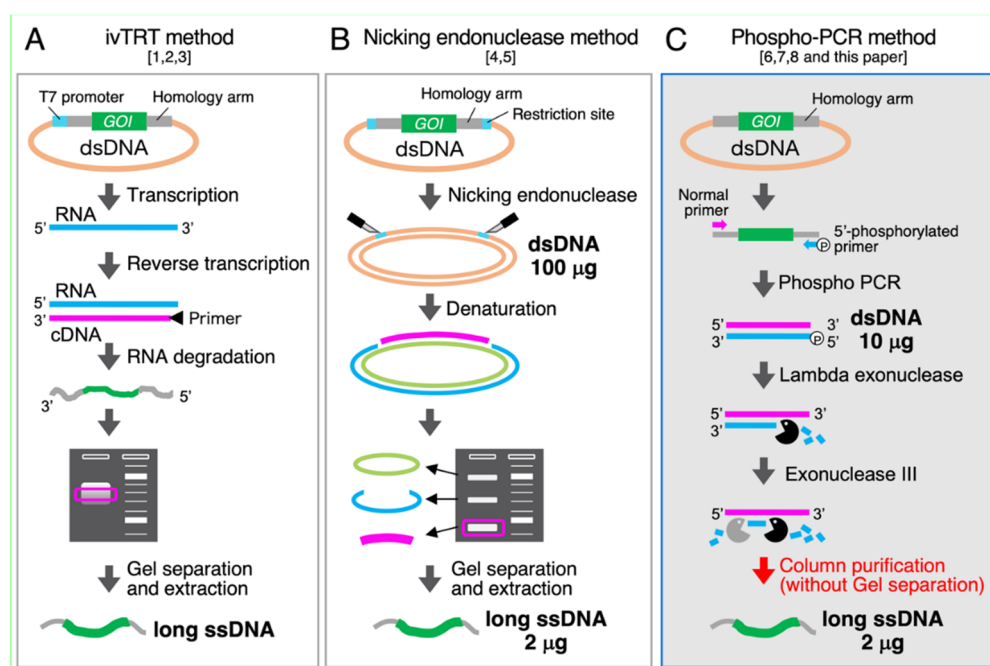 A
ivTRT method
[1,2,3]
T7 promoter
Homology arm
GOI
dsDNA
Transcription
RNA
5’
3’
Reverse transcription
RNA
5’
3’
Primer
cDNA
RNA degradation
3’
5’
Gel separation
and extraction
long ssDNA
B
Nicking endonuclease method
[4,5]
Homology arm
Restriction site
GOI
dsDNA
Nicking endonuclease
dsDNA
100 μg
Denaturation
Gel separation
and extraction
long ssDNA
2 μg
C
Phospho-PCR method
[6,7,8 and this paper]
Homology arm
GOI
dsDNA
Normal
primer
5’-phosphorylated
primer
P
Phospho PCR
5’
3’
3’
P
5’
dsDNA
10 μg
Lambda exonuclease
5’
3’
3’
Exonuclease III
5’
3’
Column purification
(without Gel separation)
long ssDNA
2 μg